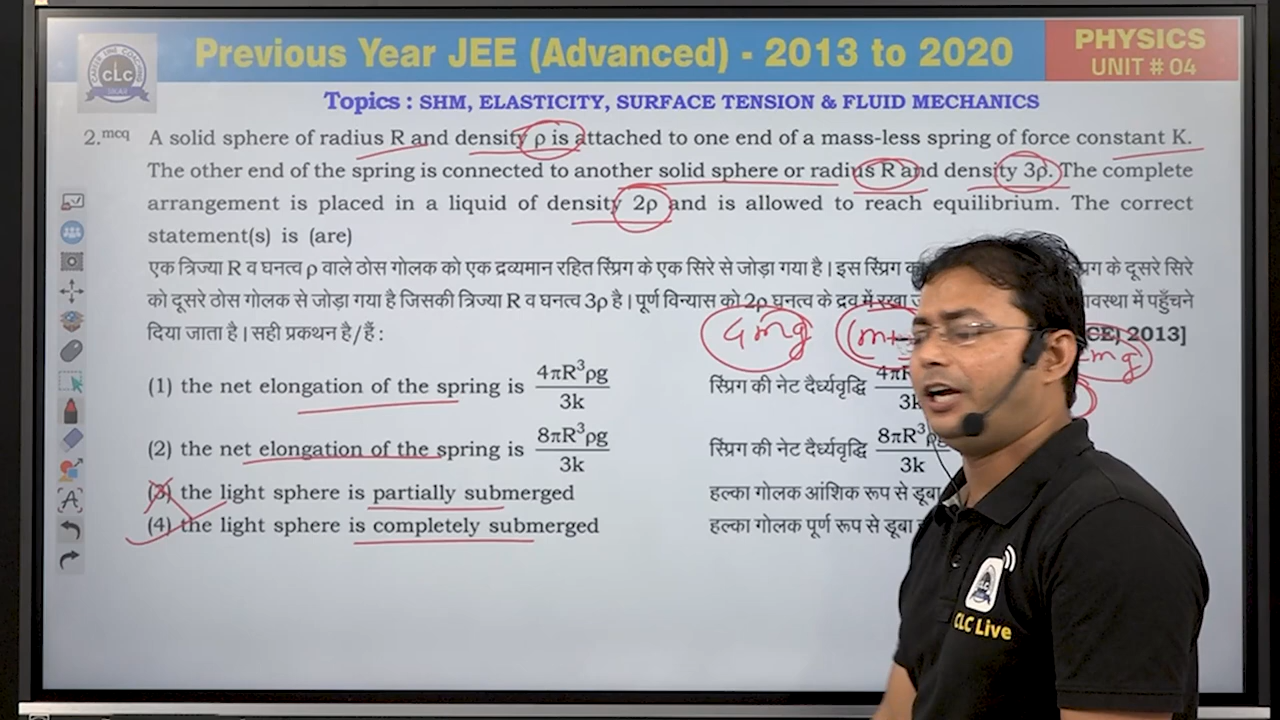 Previous Year JEE (Advanced) - 2013 to 2020
PHYSICS
UNIT # 04
CLC
Topics : SHM, ELASTICITY, SURFACE TENSION & FLUID MECHANICS
2.mcq A solid sphere of radius R and density ρ is attached to one end of a mass-less spring of force constant K.
The other end of the spring is connected to another solid sphere or radius R and density 3ρ. The complete
arrangement is placed in a liquid of density 2ρ and is allowed to reach equilibrium. The correct
statement(s) is (are)
एक त्रिज्या R व घनत्व ρ वाले ठोस गोलक को एक द्रव्यमान रहित स्प्रिंग के एक सिरे से जोड़ा गया है। इस स्प्रिंग के दूसरे सिरे
को दूसरे ठोस गोलक से जोड़ा गया है जिसकी त्रिज्या R व घनत्व 3ρ है। पूर्ण विन्यास को 2ρ घनत्व के द्रव में रखा में पहुँचने
दिया जाता है। सही प्रकथन है/हैं :
2013]
4mg (m+ mg
(1) the net elongation of the spring is 4πR³ρg/3k स्प्रिंग की नेट दैर्ध्यवृद्धि
(2) the net elongation of the spring is 8πR³ρg/3k स्प्रिंग की नेट दैर्ध्यवृद्धि 8πR³ρg/3k
(3) the light sphere is partially submerged हल्का गोलक आंशिक रूप से डूबा
(4) the light sphere is completely submerged हल्का गोलक पूर्ण रूप से डूबा
CLC Live